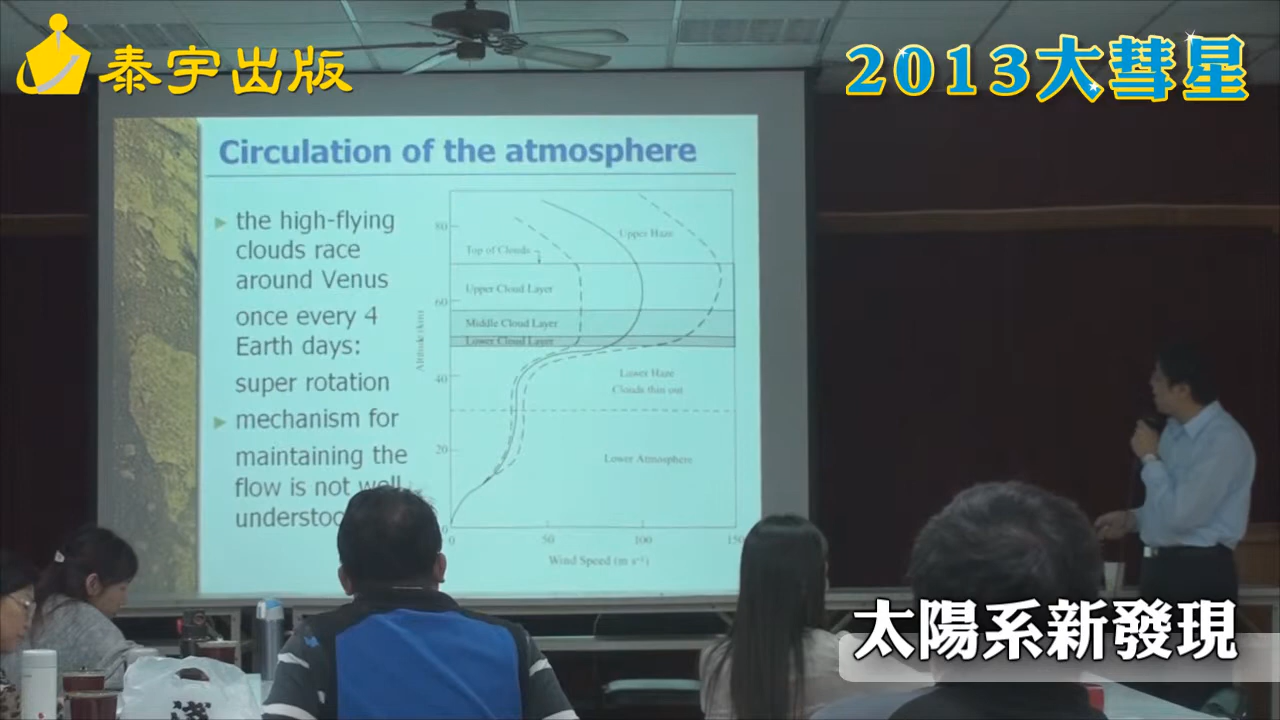 泰宇出版
2013大彗星
Circulation of the atmosphere
the high-flying
clouds race
around Venus
once every 4
Earth days:
super rotation
mechanism for
maintaining the
flow is not well
80
Top of Clouds
Upper Haze
Upper Cloud Layer
60
Middle Cloud Layer
Lower Cloud Layer
Altitude (km)
40
Lower Haze
Clouds thin out
20
Lower Atmosphere
0
0 50 100 150
Wind Speed (m s⁻¹)
太陽系新發現